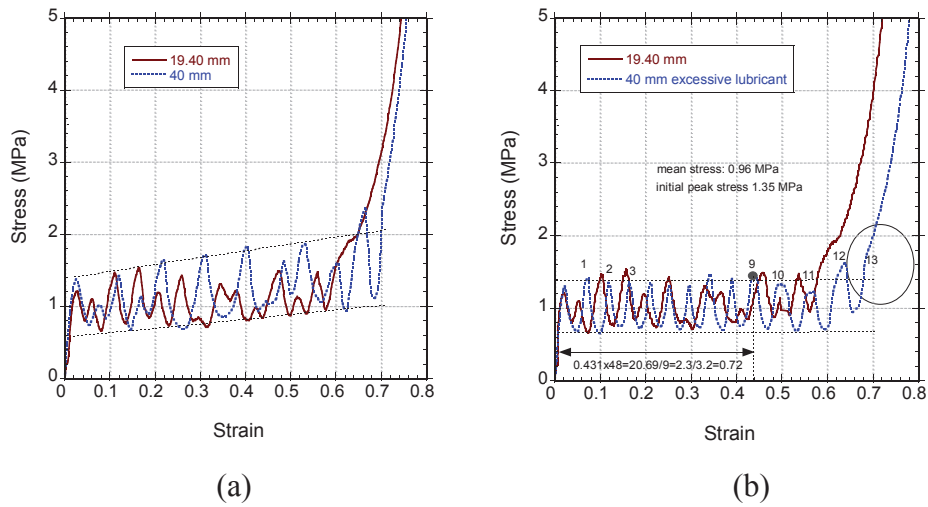 5
4
3
2
1
0
Stress (MPa)
19.40 mm
40 mm
0 0.1 0.2 0.3 0.4 0.5 0.6 0.7 0.8
Strain
(a)
5
4
3
2
1
0
Stress (MPa)
19.40 mm
40 mm excessive lubricant
mean stress: 0.96 MPa
initial peak stress 1.35 MPa
1 2 3 9 10 11 12 13
0.431x48=20.69/9=2.3/3.2=0.72
0 0.1 0.2 0.3 0.4 0.5 0.6 0.7 0.8
Strain
(b)